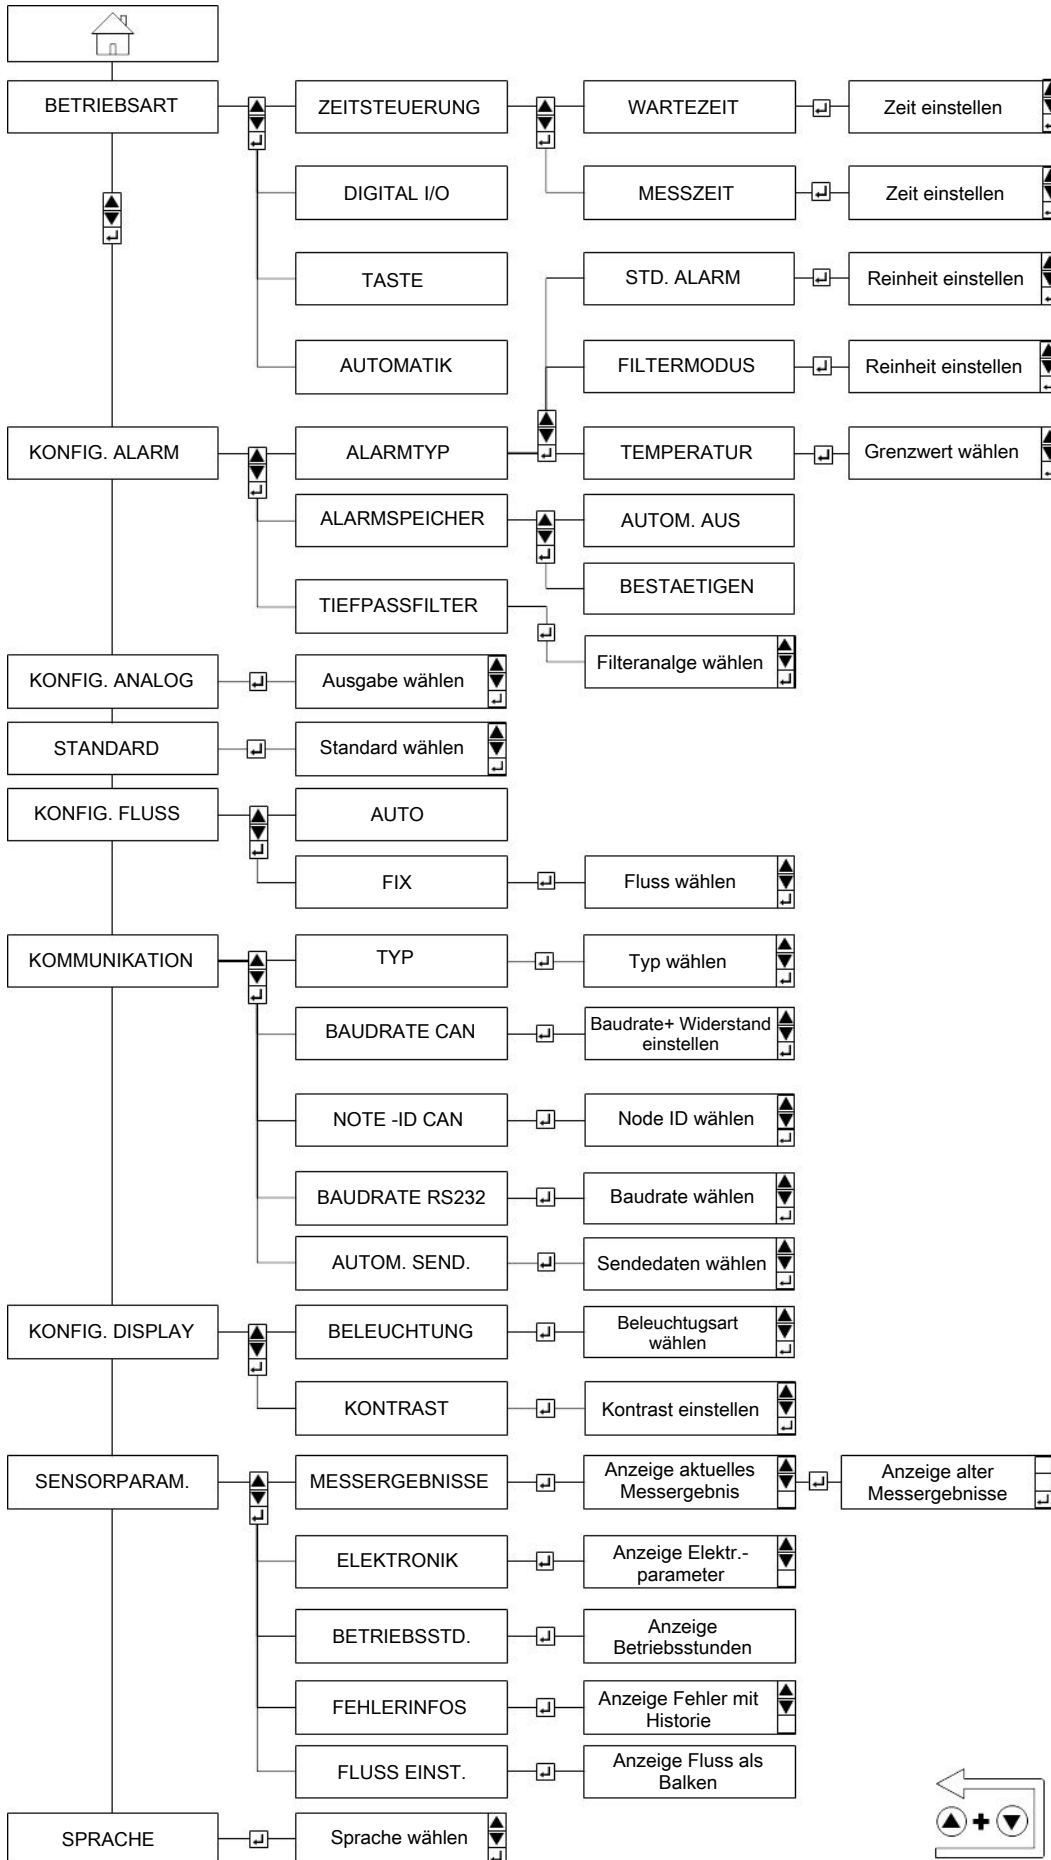 BETRIEBSART
ZEITSTEUERUNG
WARTEZEIT
Zeit einstellen
DIGITAL I/O
MESSZEIT
Zeit einstellen
TASTE
STD. ALARM
Reinheit einstellen
AUTOMATIK
FILTERMODUS
Reinheit einstellen
KONFIG. ALARM
ALARMTYP
TEMPERATUR
Grenzwert wählen
ALARMSPEICHER
AUTOM. AUS
BESTAETIGEN
TIEFPASSFILTER
Filteranalge wählen
KONFIG. ANALOG
Ausgabe wählen
STANDARD
Standard wählen
KONFIG. FLUSS
AUTO
FIX
Fluss wählen
KOMMUNIKATION
TYP
Typ wählen
BAUDRATE CAN
Baudrate+ Widerstand
einstellen
NOTE -ID CAN
Node ID wählen
BAUDRATE RS232
Baudrate wählen
AUTOM. SEND.
Sendedaten wählen
KONFIG. DISPLAY
BELEUCHTUNG
Beleuchtugsart
wählen
KONTRAST
Kontrast einstellen
SENSORPARAM.
MESSERGEBNISSE
Anzeige aktuelles
Messergebnis
Anzeige alter
Messergebnisse
ELEKTRONIK
Anzeige Elektr.-
parameter
BETRIEBSSTD.
Anzeige
Betriebsstunden
FEHLERINFOS
Anzeige Fehler mit
Historie
FLUSS EINST.
Anzeige Fluss als
Balken
SPRACHE
Sprache wählen
+